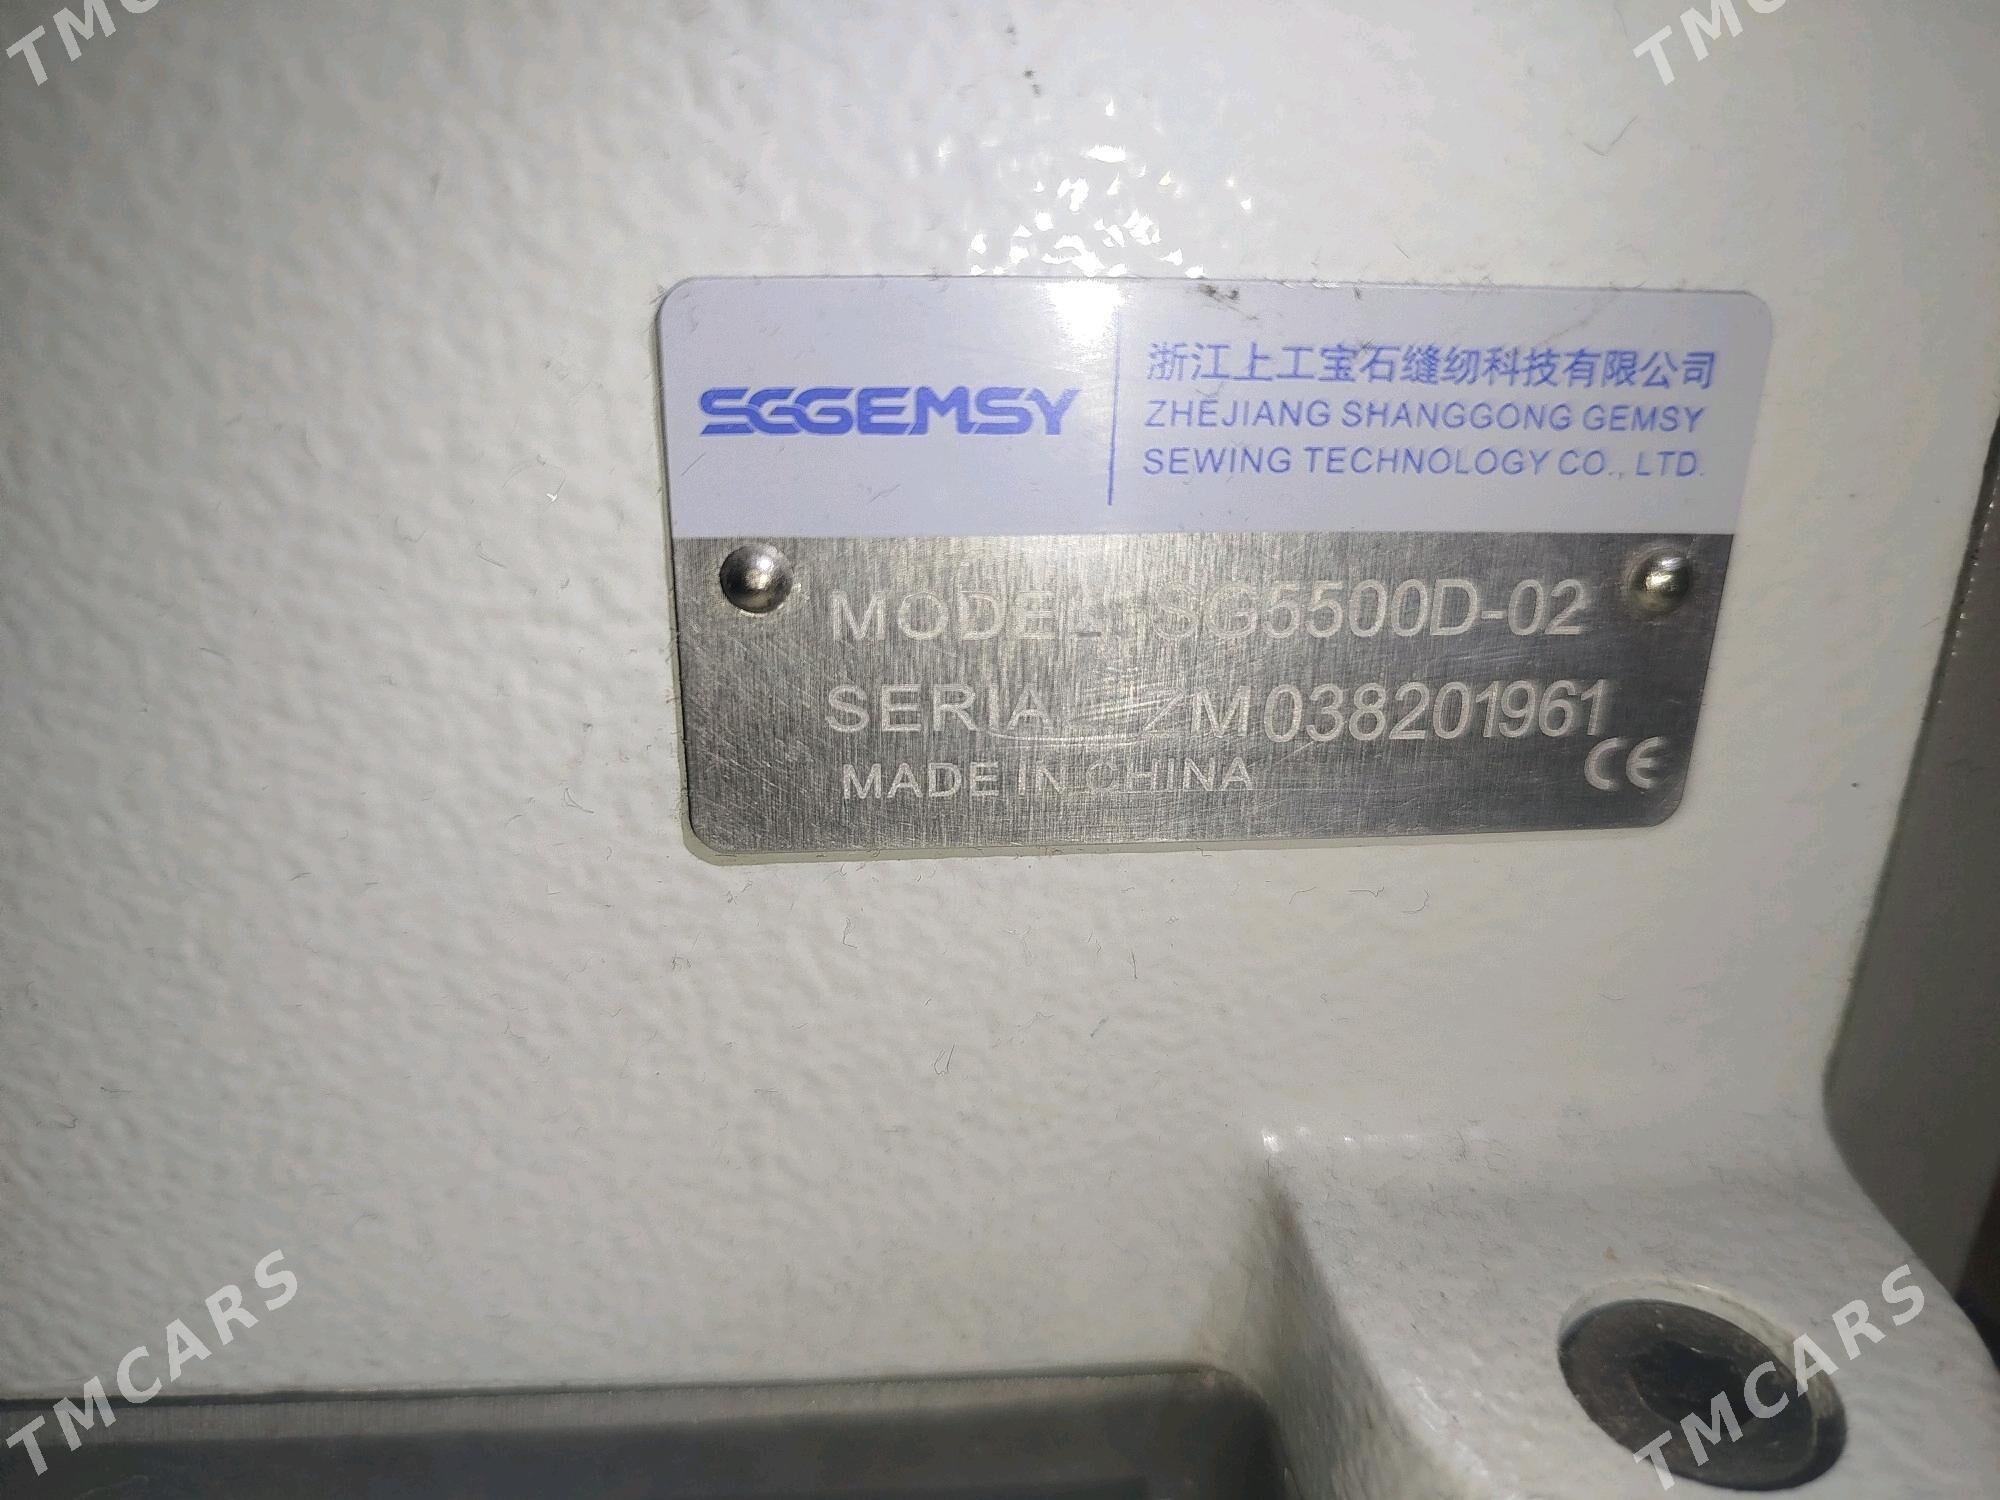 TMCARS
TMCARS
SGGEMSY
浙江上工宝石缝纫科技有限公司
ZHEJIANG SHANGGONG GEMSY
SEWING TECHNOLOGY CO., LTD.
MODEL SG5500D-02
SERIAL ZM038201961
MADE IN CHINA
CE
TMCARS
TMCARS